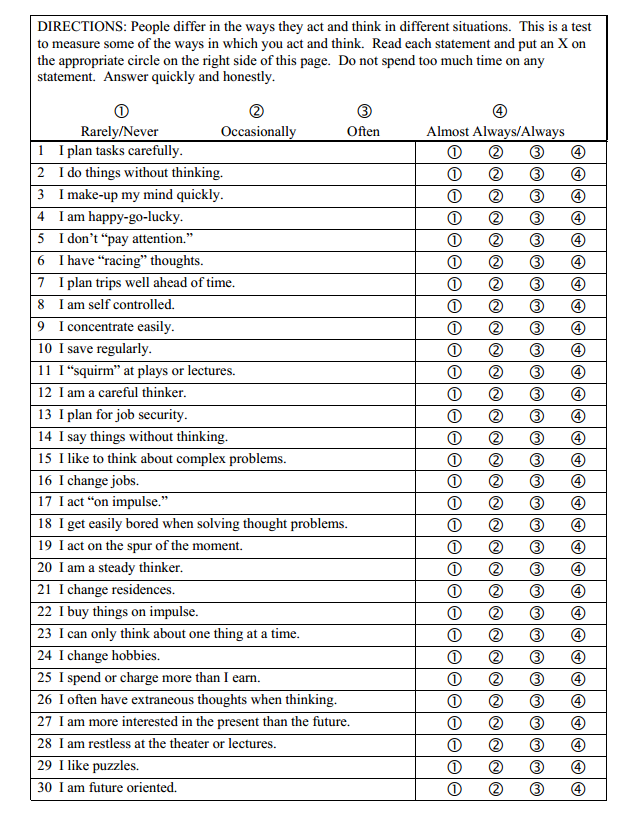 DIRECTIONS: People differ in the ways they act and think in different situations. This is a test
to measure some of the ways in which you act and think. Read each statement and put an X on
the appropriate circle on the right side of this page. Do not spend too much time on any
statement. Answer quickly and honestly.
① ② ③ ④
Rarely/Never Occasionally Often Almost Always/Always
1 I plan tasks carefully. ① ② ③ ④
2 I do things without thinking. ① ② ③ ④
3 I make-up my mind quickly. ① ② ③ ④
4 I am happy-go-lucky. ① ② ③ ④
5 I don’t “pay attention.” ① ② ③ ④
6 I have “racing” thoughts. ① ② ③ ④
7 I plan trips well ahead of time. ① ② ③ ④
8 I am self controlled. ① ② ③ ④
9 I concentrate easily. ① ② ③ ④
10 I save regularly. ① ② ③ ④
11 I “squirm” at plays or lectures. ① ② ③ ④
12 I am a careful thinker. ① ② ③ ④
13 I plan for job security. ① ② ③ ④
14 I say things without thinking. ① ② ③ ④
15 I like to think about complex problems. ① ② ③ ④
16 I change jobs. ① ② ③ ④
17 I act “on impulse.” ① ② ③ ④
18 I get easily bored when solving thought problems. ① ② ③ ④
19 I act on the spur of the moment. ① ② ③ ④
20 I am a steady thinker. ① ② ③ ④
21 I change residences. ① ② ③ ④
22 I buy things on impulse. ① ② ③ ④
23 I can only think about one thing at a time. ① ② ③ ④
24 I change hobbies. ① ② ③ ④
25 I spend or charge more than I earn. ① ② ③ ④
26 I often have extraneous thoughts when thinking. ① ② ③ ④
27 I am more interested in the present than the future. ① ② ③ ④
28 I am restless at the theater or lectures. ① ② ③ ④
29 I like puzzles. ① ② ③ ④
30 I am future oriented. ① ② ③ ④